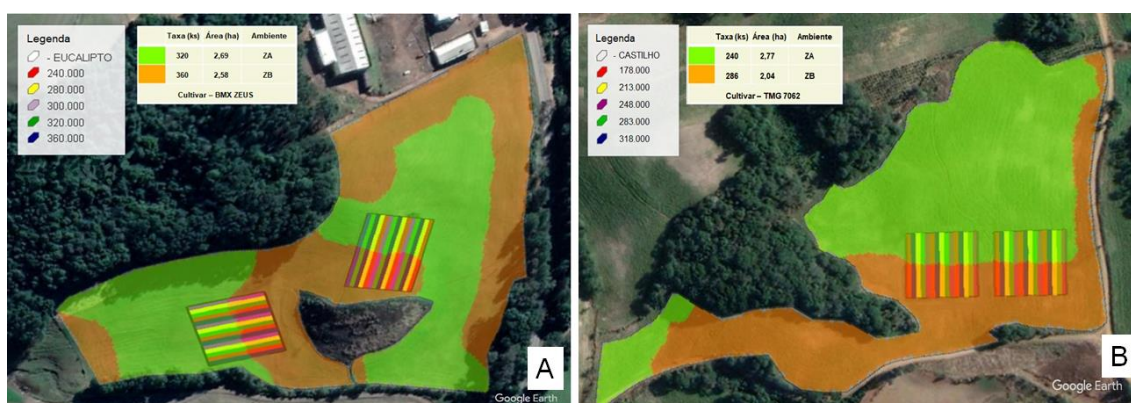 Legenda
- EUCALIPTO
240.000
280.000
300.000
320.000
360.000
Taxa (ks) Área (ha) Ambiente
320 2,69 ZA
360 2,58 ZB
Cultivar – BMX ZEUS
A
Google Earth
Legenda
- CASTILHO
178.000
213.000
248.000
283.000
318.000
Taxa (ks) Área (ha) Ambiente
240 2,77 ZA
286 2,04 ZB
Cultivar – TMG 7062
B
Google Earth